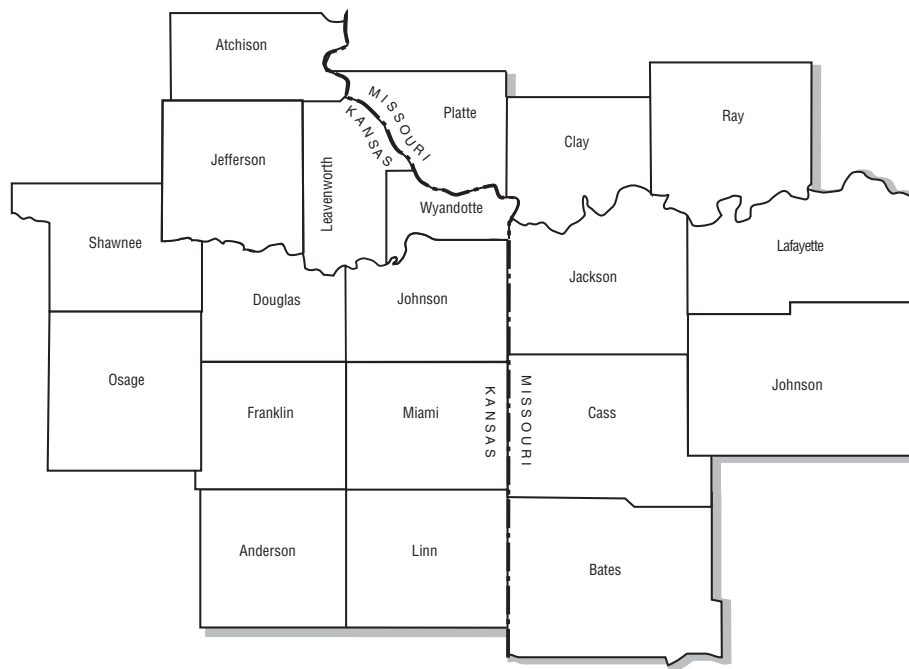 Atchison
MISSOURI
KANSAS
Platte
Clay
Ray
Jefferson
Leavenworth
Wyandotte
Shawnee
Lafayette
Douglas
Johnson
Jackson
Osage
Franklin
Miami
KANSAS
MISSOURI
Cass
Johnson
Anderson
Linn
Bates